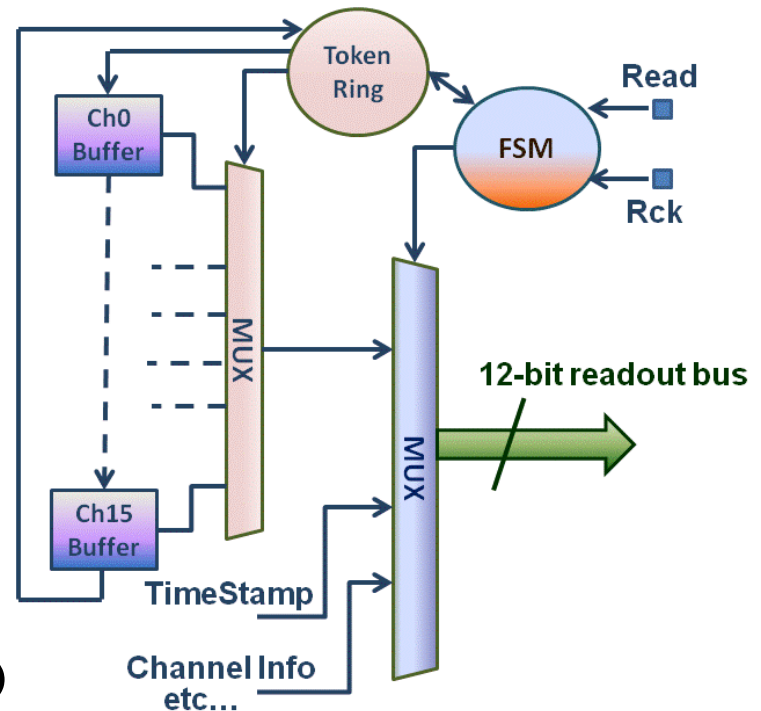 Token
Ring
Read
Ch0
Buffer
FSM
Rck
MUX
12-bit readout bus
MUX
Ch15
Buffer
TimeStamp
Channel Info
etc...
)